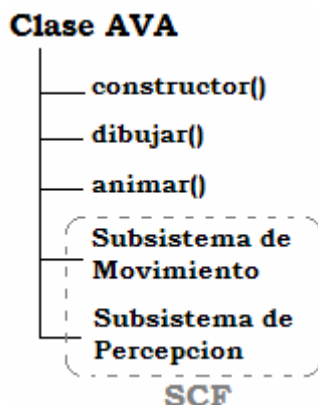 Clase AVA
constructor()
dibujar()
animar()
Subsistema de
Movimiento
Subsistema de
Percepcion
SCF